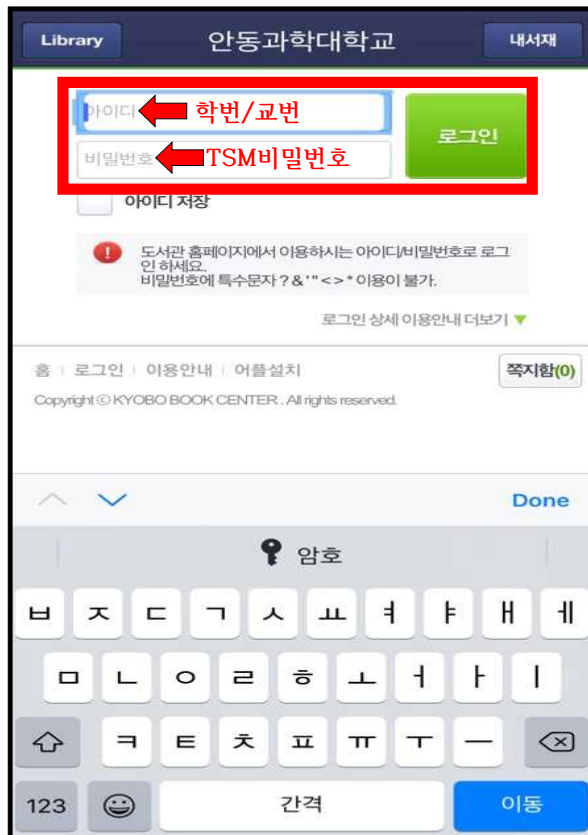 Library 안동과학대학교 내서재
아이디 학번/교번
로그인
비밀번호 TSM비밀번호
아이디 저장
도서관 홈페이지에서 이용하시는 아이디/비밀번호로 로그
인 하세요.
비밀번호에 특수문자 ? & ' " < > * 이용이 불가.
로그인 상세 이용안내 더보기 ▼
홈 | 로그인 | 이용안내 | 어플설치 쪽지함(0)
Copyright ⓒ KYOBO BOOK CENTER . All rights reserved.
Done
암호
ㅂ ㅈ ㄷ ㄱ ㅅ ㅛ ㅕ ㅑ ㅐ ㅔ
ㅁ ㄴ ㅇ ㄹ ㅎ ㅗ ㅓ ㅏ ㅣ
ㅋ ㅌ ㅊ ㅍ ㅠ ㅜ ㅡ
123 간격 이동